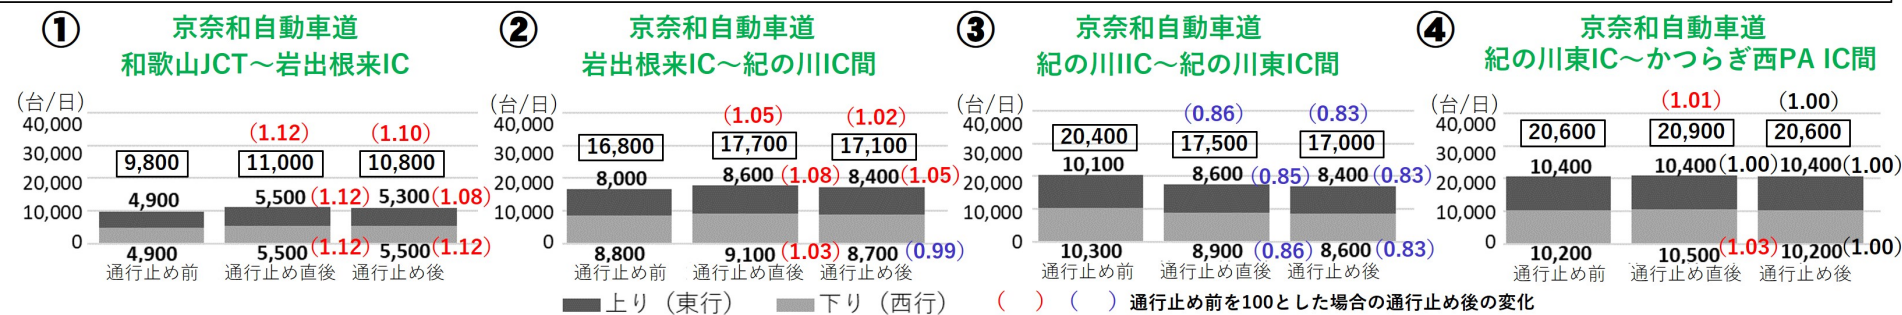 ① 京奈和自動車道
和歌山JCT～岩出根来IC
(台/日)
40,000
30,000
20,000
10,000
0
(1.12) (1.10)
9,800 11,000 10,800
4,900 5,500 (1.12) 5,300 (1.08)
4,900 5,500 (1.12) 5,500 (1.12)
通行止め前 通行止め直後 通行止め後
② 京奈和自動車道
岩出根来IC～紀の川IC間
(台/日)
40,000
30,000
20,000
10,000
0
(1.05) (1.02)
16,800 17,700 17,100
8,000 8,600 (1.08) 8,400 (1.05)
8,800 9,100 (1.03) 8,700 (0.99)
通行止め前 通行止め直後 通行止め後
③ 京奈和自動車道
紀の川IIC～紀の川東IC間
(台/日)
40,000
30,000
20,000
10,000
0
(0.86) (0.83)
20,400 17,500 17,000
10,100 8,600 (0.85) 8,400 (0.83)
10,300 8,900 (0.86) 8,600 (0.83)
通行止め前 通行止め直後 通行止め後
④ 京奈和自動車道
紀の川東IC～かつらぎ西PA IC間
(台/日)
40,000
30,000
20,000
10,000
0
(1.01) (1.00)
20,600 20,900 20,600
10,400 10,400 (1.00) 10,400 (1.00)
10,200 10,500 (1.03) 10,200 (1.00)
通行止め前 通行止め直後 通行止め後
上り（東行） 下り（西行） （ ）（ ）通行止め前を100とした場合の通行止め後の変化